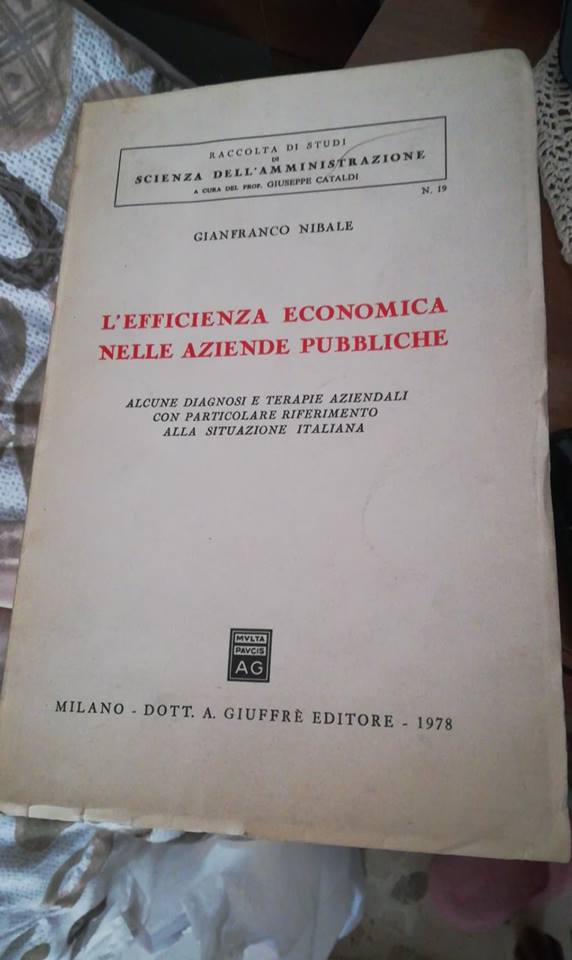 RACCOLTA DI STUDI
DI
SCIENZA DELL'AMMINISTRAZIONE
A CURA DEL PROF. GIUSEPPE CATALDI
N. 19
GIANFRANCO NIBALE
L'EFFICIENZA ECONOMICA
NELLE AZIENDE PUBBLICHE
ALCUNE DIAGNOSI E TERAPIE AZIENDALI
CON PARTICOLARE RIFERIMENTO
ALLA SITUAZIONE ITALIANA
MVLTA
PAVCIS
AG
MILANO - DOTT. A. GIUFFRÈ EDITORE - 1978